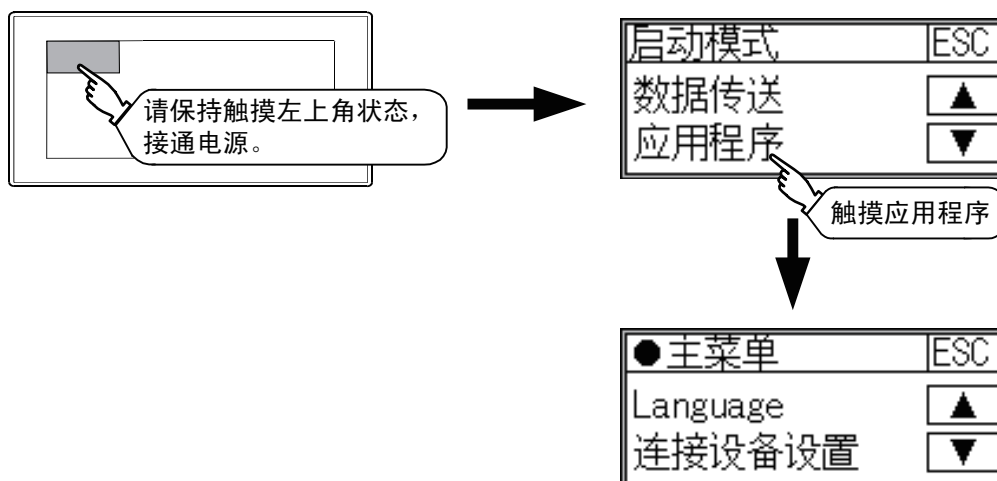 请保持触摸左上角状态，
接通电源。
启动模式 ESC
数据传送 ▲
应用程序 ▼
触摸应用程序
●主菜单 ESC
Language ▲
连接设备设置 ▼